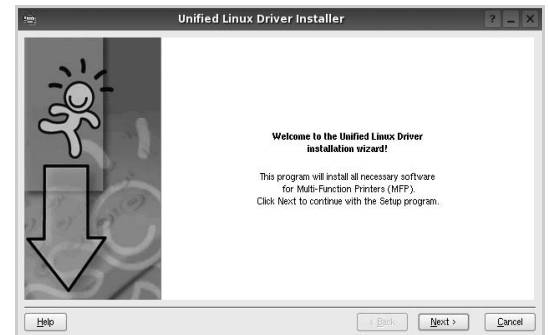 Unified Linux Driver Installer
Welcome to the Unified Linux Driver
installation wizard!
This program will install all necessary software
for Multi-Function Printers (MFP).
Click Next to continue with the Setup program.
Help
< Back
Next >
Cancel